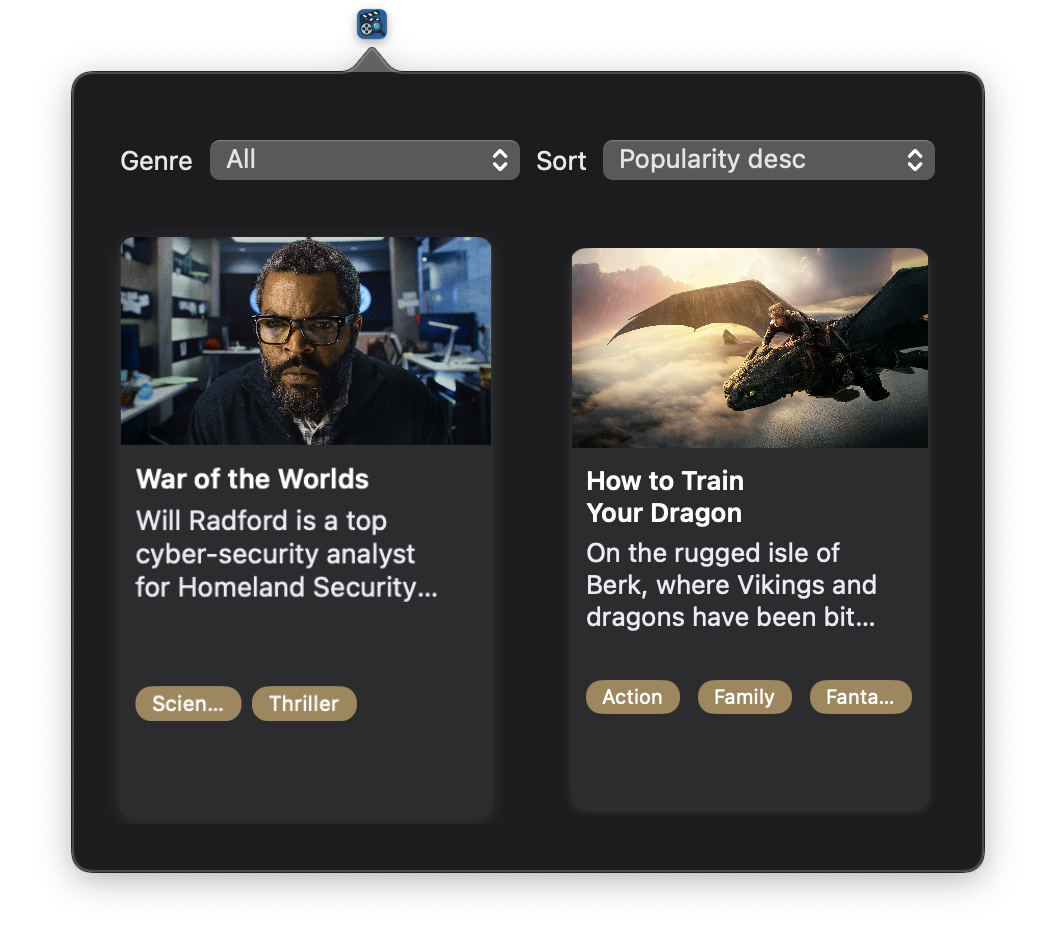 Genre
All
Sort
Popularity desc
War of the Worlds
Will Radford is a top
cyber-security analyst
for Homeland Security...
Scien...
Thriller
How to Train
Your Dragon
On the rugged isle of
Berk, where Vikings and
dragons have been bit...
Action
Family
Fanta...